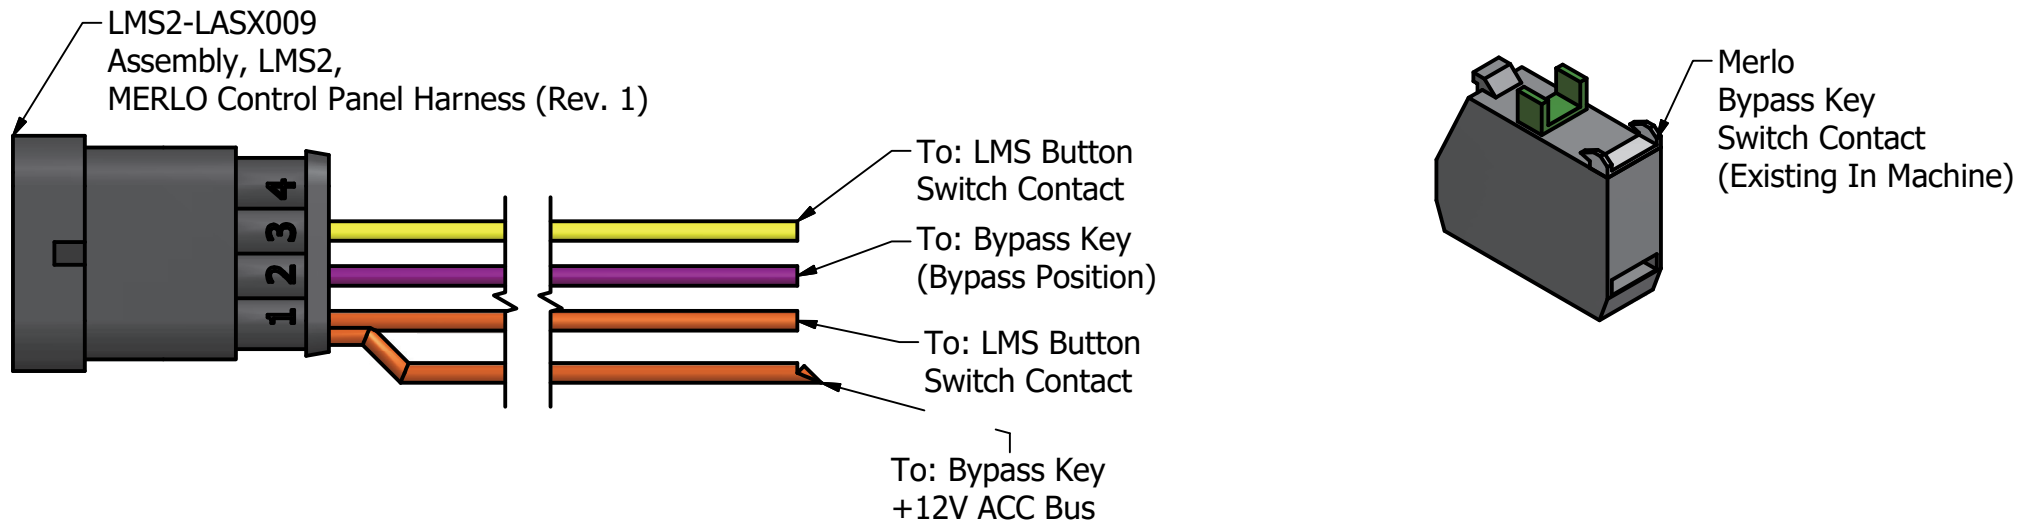 LMS2-LASX009
Assembly, LMS2,
MERLO Control Panel Harness (Rev. 1)
4
3
2
1
To: LMS Button
Switch Contact
To: Bypass Key
(Bypass Position)
To: LMS Button
Switch Contact
To: Bypass Key
+12V ACC Bus
Merlo
Bypass Key
Switch Contact
(Existing In Machine)